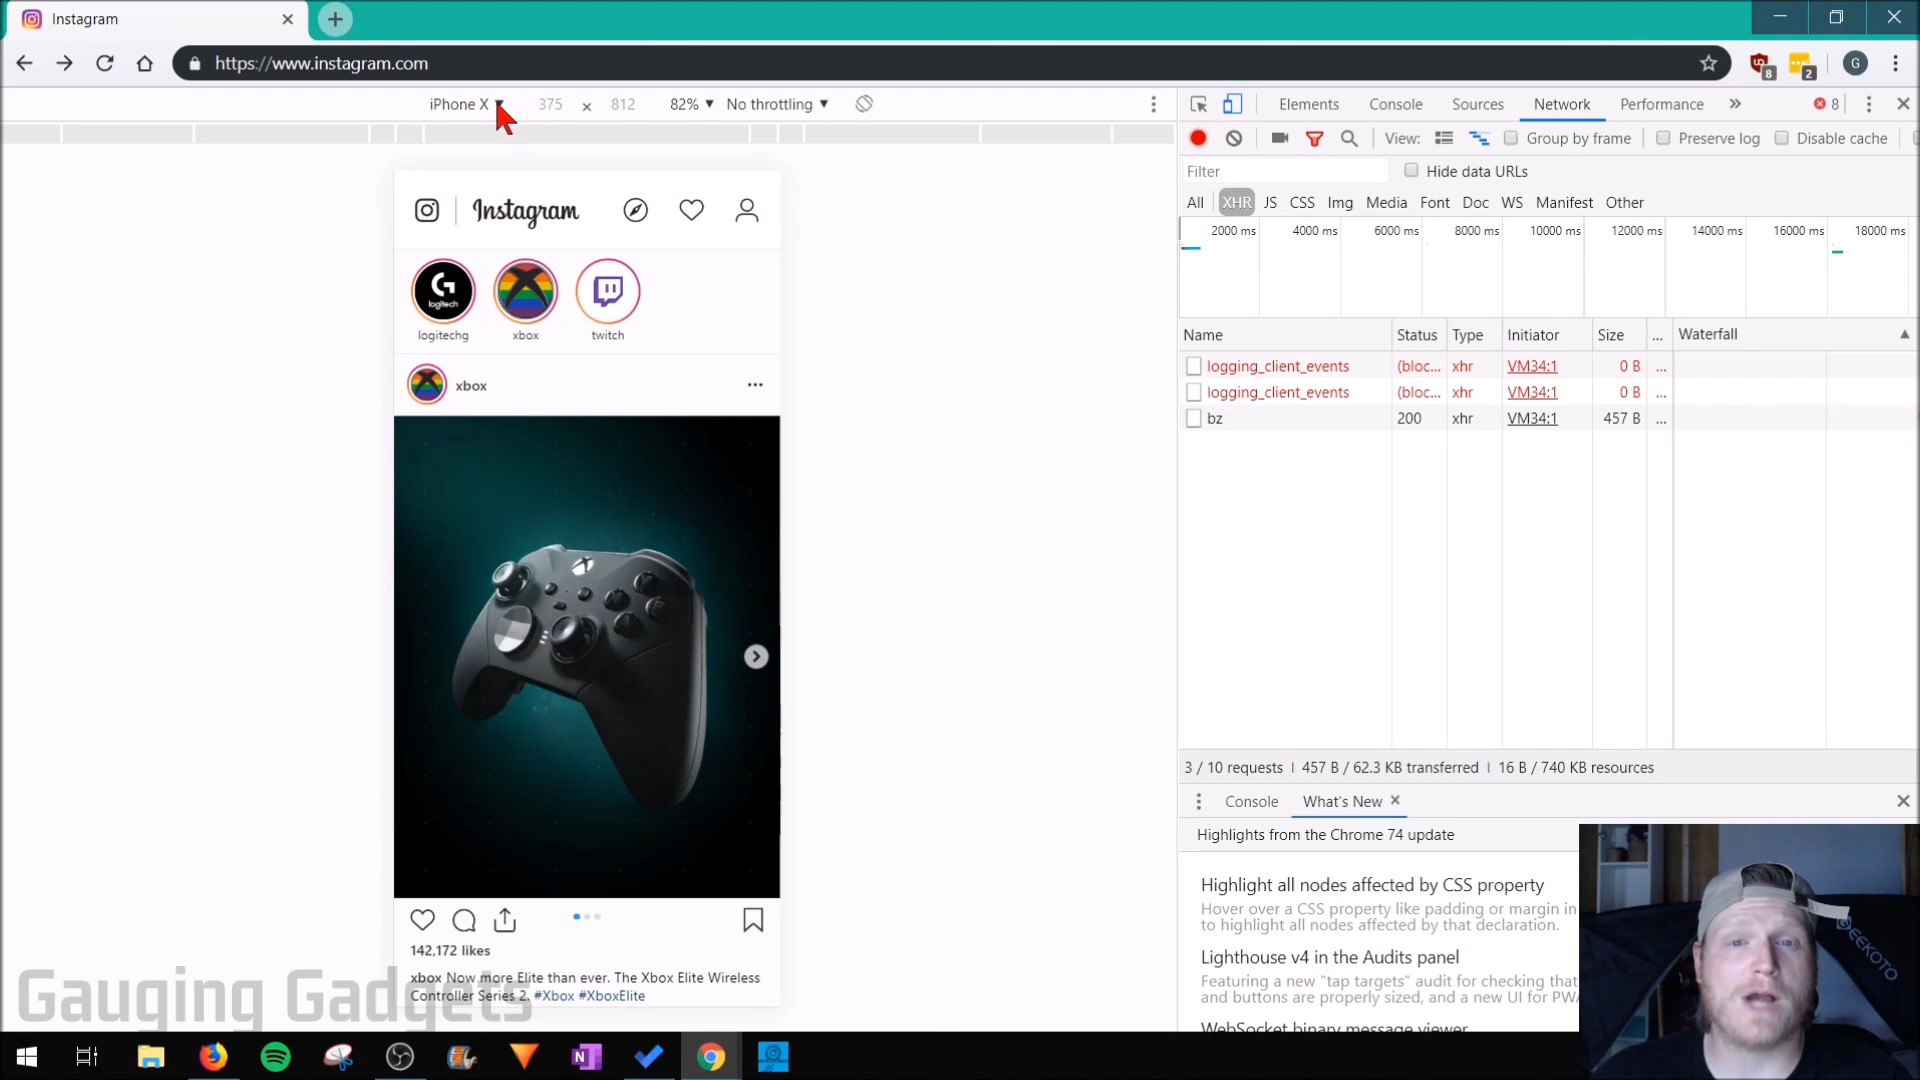 Instagram
https://www.instagram.com
G
8
2
iPhone X 375 × 812 82% No throttling
Elements Console Sources Network Performance » 8
View: Group by frame Preserve log Disable cache
Filter Hide data URLs
All XHR JS CSS Img Media Font Doc WS Manifest Other
2000 ms 4000 ms 6000 ms 8000 ms 10000 ms 12000 ms 14000 ms 16000 ms 18000 ms
Name Status Type Initiator Size ... Waterfall
logging_client_events (bloc... xhr VM34:1 0 B ...
logging_client_events (bloc... xhr VM34:1 0 B ...
bz 200 xhr VM34:1 457 B ...
3 / 10 requests | 457 B / 62.3 KB transferred | 16 B / 740 KB resources
Console What's New
Highlights from the Chrome 74 update
Highlight all nodes affected by CSS property
Hover over a CSS property like padding or margin in
to highlight all nodes affected by that declaration.
Lighthouse v4 in the Audits panel
Featuring a new "tap targets" audit for checking that
and buttons are properly sized, and a new UI for PWA
WebSocket binary message viewer
Instagram
G
logitech
logitechg xbox twitch
xbox
142,172 likes
xbox Now more Elite than ever. The Xbox Elite Wireless
Controller Series 2. #Xbox #XboxElite
Gauging Gadgets
GEEKOTO
N